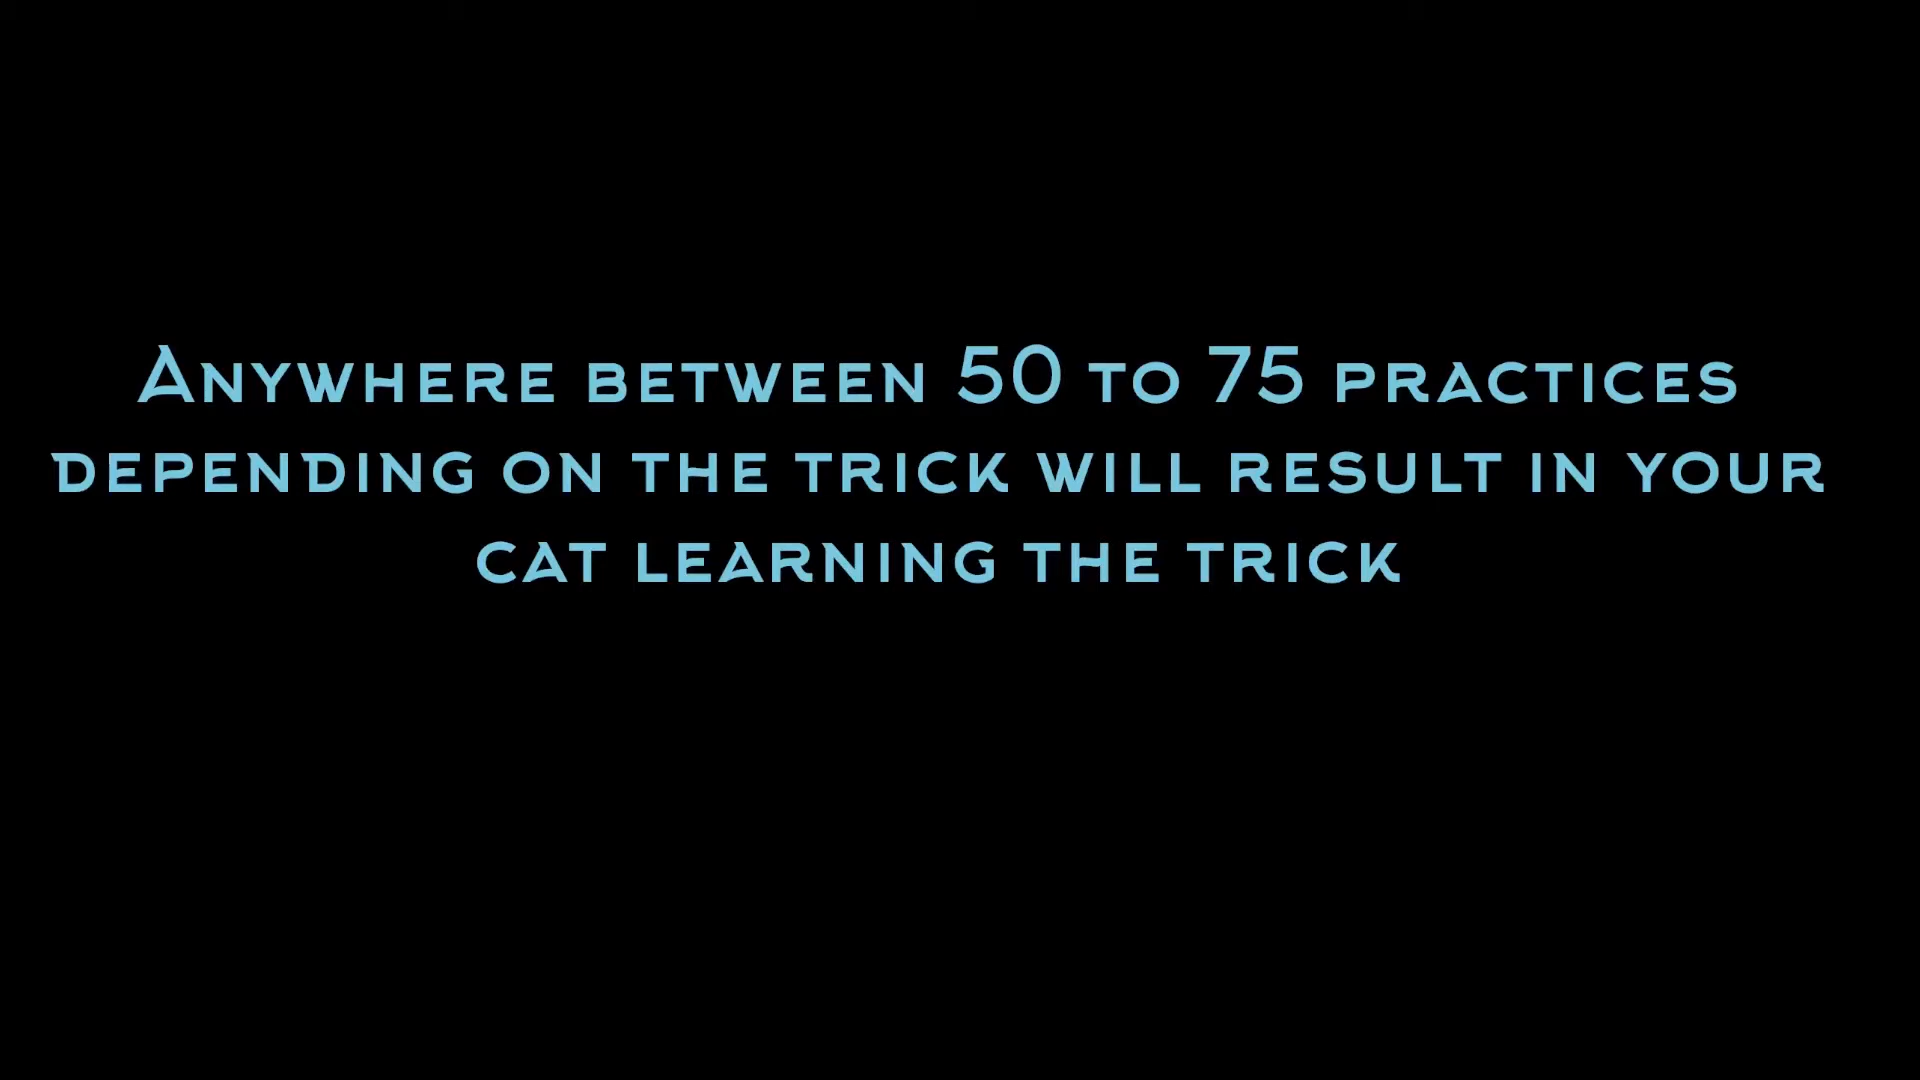 Anywhere between 50 to 75 practices
depending on the trick will result in your
cat learning the trick